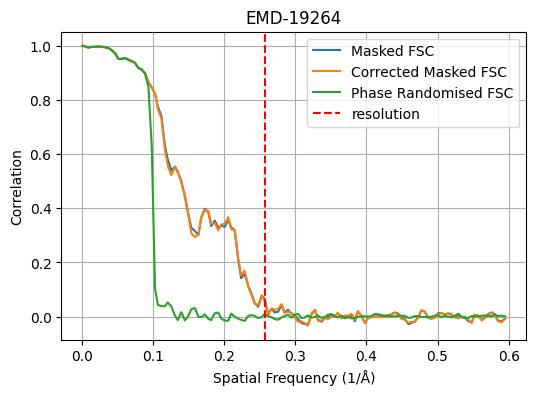 EMD-19264
Masked FSC
Corrected Masked FSC
Phase Randomised FSC
resolution
Correlation
1.0
0.8
0.6
0.4
0.2
0.0
0.0 0.1 0.2 0.3 0.4 0.5 0.6
Spatial Frequency (1/Å)